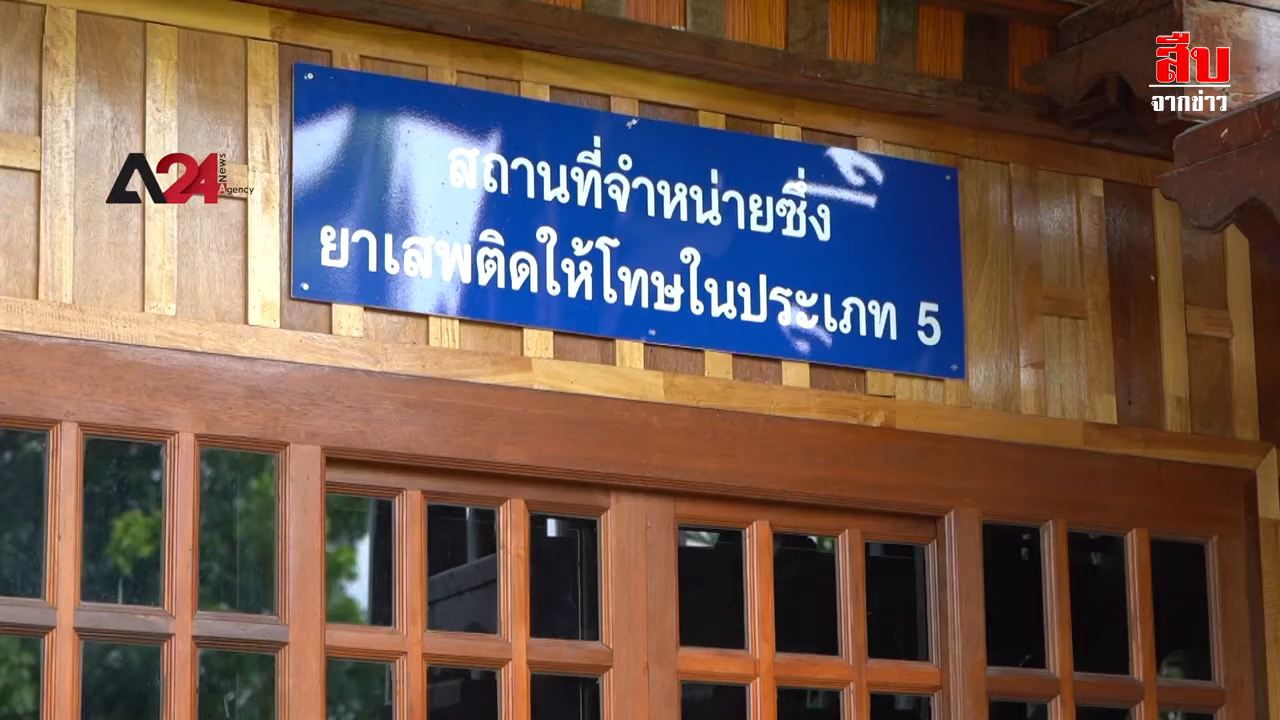 สืบ
จากข่าว
A24
News
Agency
สถานที่จำหน่ายซึ่ง
ยาเสพติดให้โทษในประเภท 5